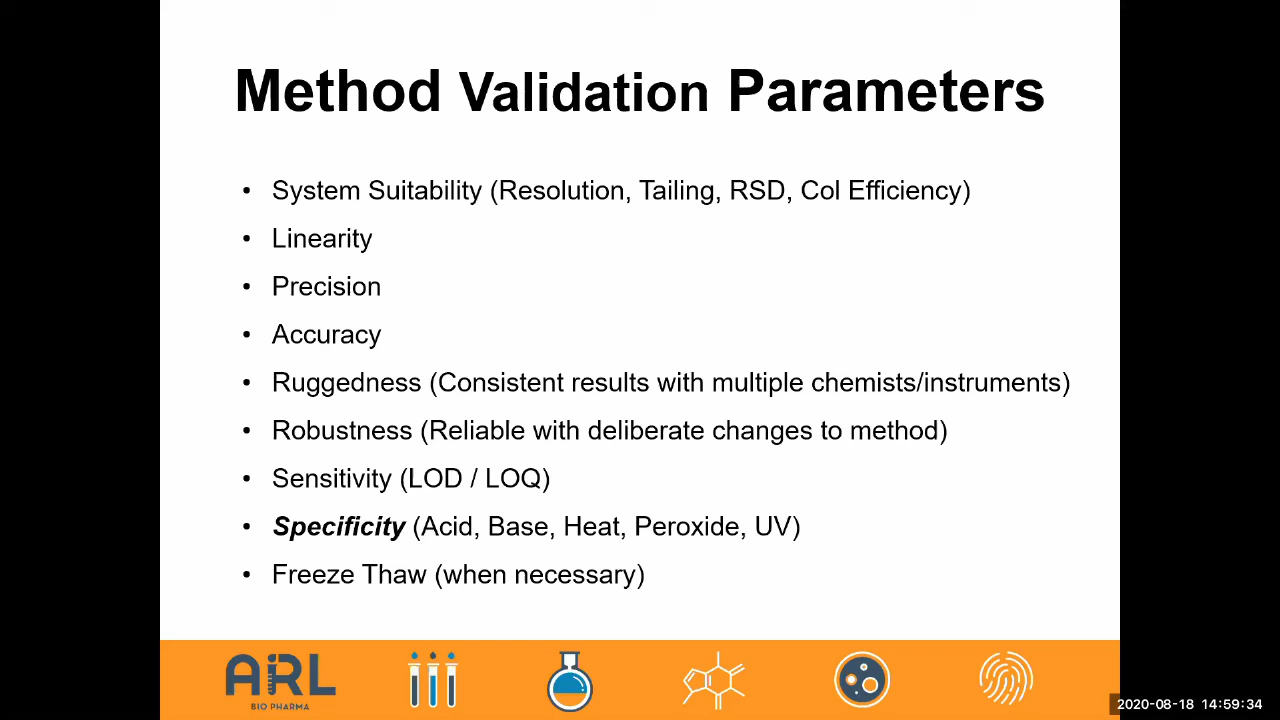 Method Validation Parameters
• System Suitability (Resolution, Tailing, RSD, Col Efficiency)
• Linearity
• Precision
• Accuracy
• Ruggedness (Consistent results with multiple chemists/instruments)
• Robustness (Reliable with deliberate changes to method)
• Sensitivity (LOD / LOQ)
• Specificity (Acid, Base, Heat, Peroxide, UV)
• Freeze Thaw (when necessary)
ARL
BIO PHARMA
2020-08-18 14:59:34